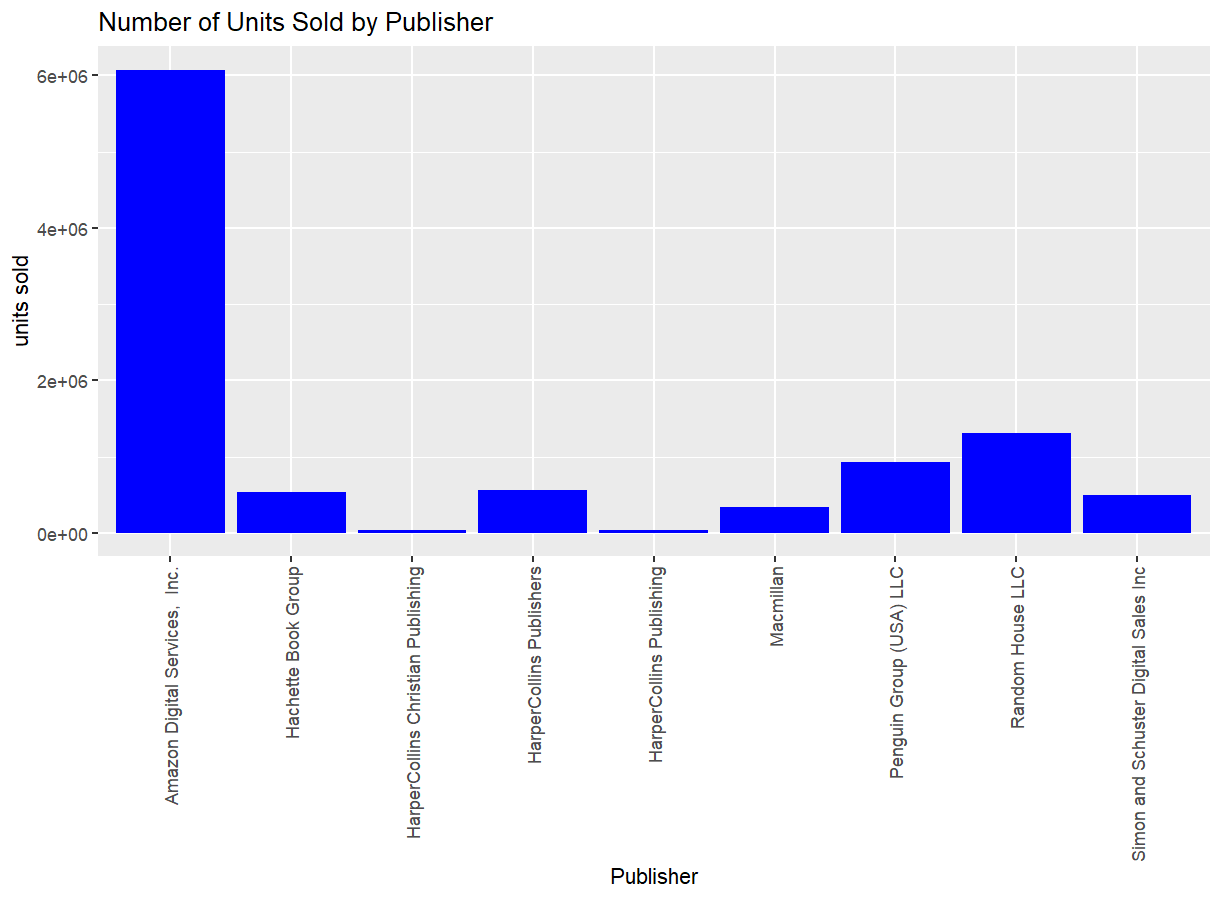 Number of Units Sold by Publisher
6e+06
4e+06
2e+06
0e+00
units sold
Amazon Digital Services,  Inc.
Hachette Book Group
HarperCollins Christian Publishing
HarperCollins Publishers
HarperCollins Publishing
Macmillan
Penguin Group (USA) LLC
Random House LLC
Simon and Schuster Digital Sales Inc
Publisher